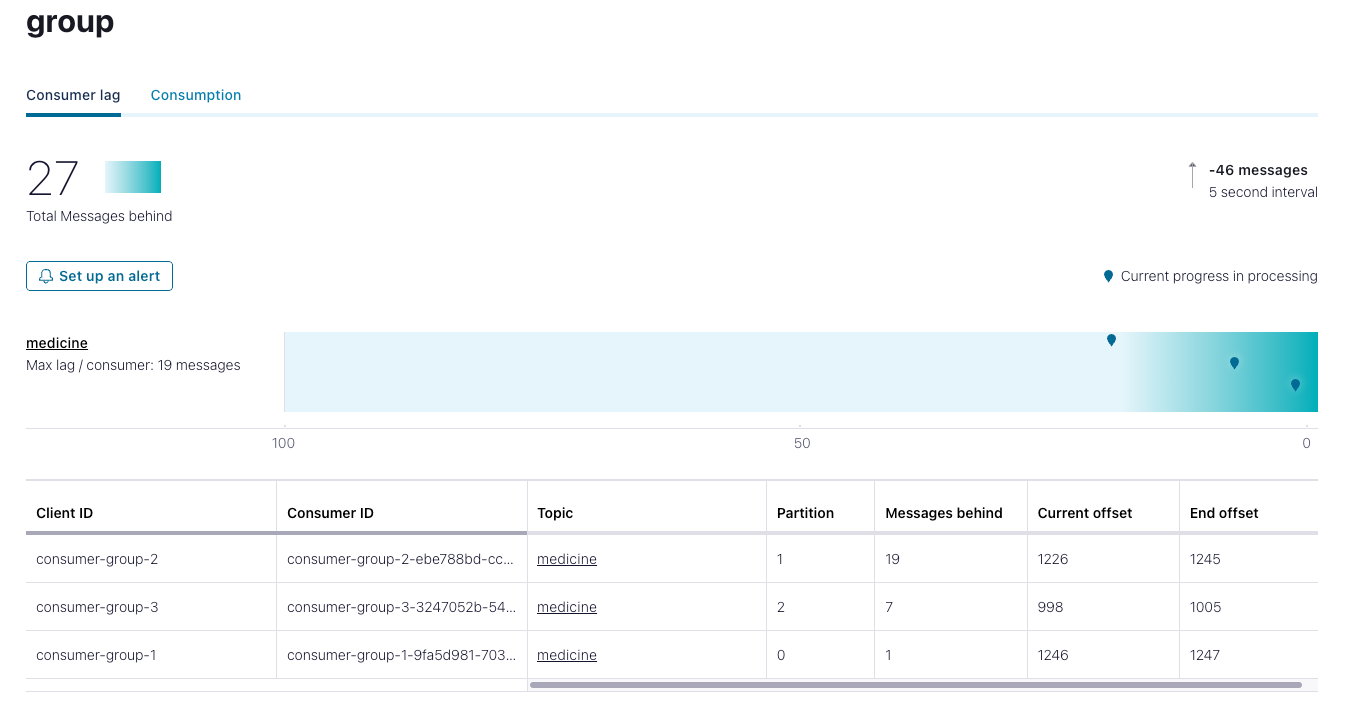 group
Consumer lag Consumption
27
Total Messages behind
-46 messages
5 second interval
Set up an alert
Current progress in processing
medicine
Max lag / consumer: 19 messages
100 50 0
Client ID Consumer ID Topic Partition Messages behind Current offset End offset
consumer-group-2 consumer-group-2-ebe788bd-cc... medicine 1 19 1226 1245
consumer-group-3 consumer-group-3-3247052b-54... medicine 2 7 998 1005
consumer-group-1 consumer-group-1-9fa5d981-703... medicine 0 1 1246 1247